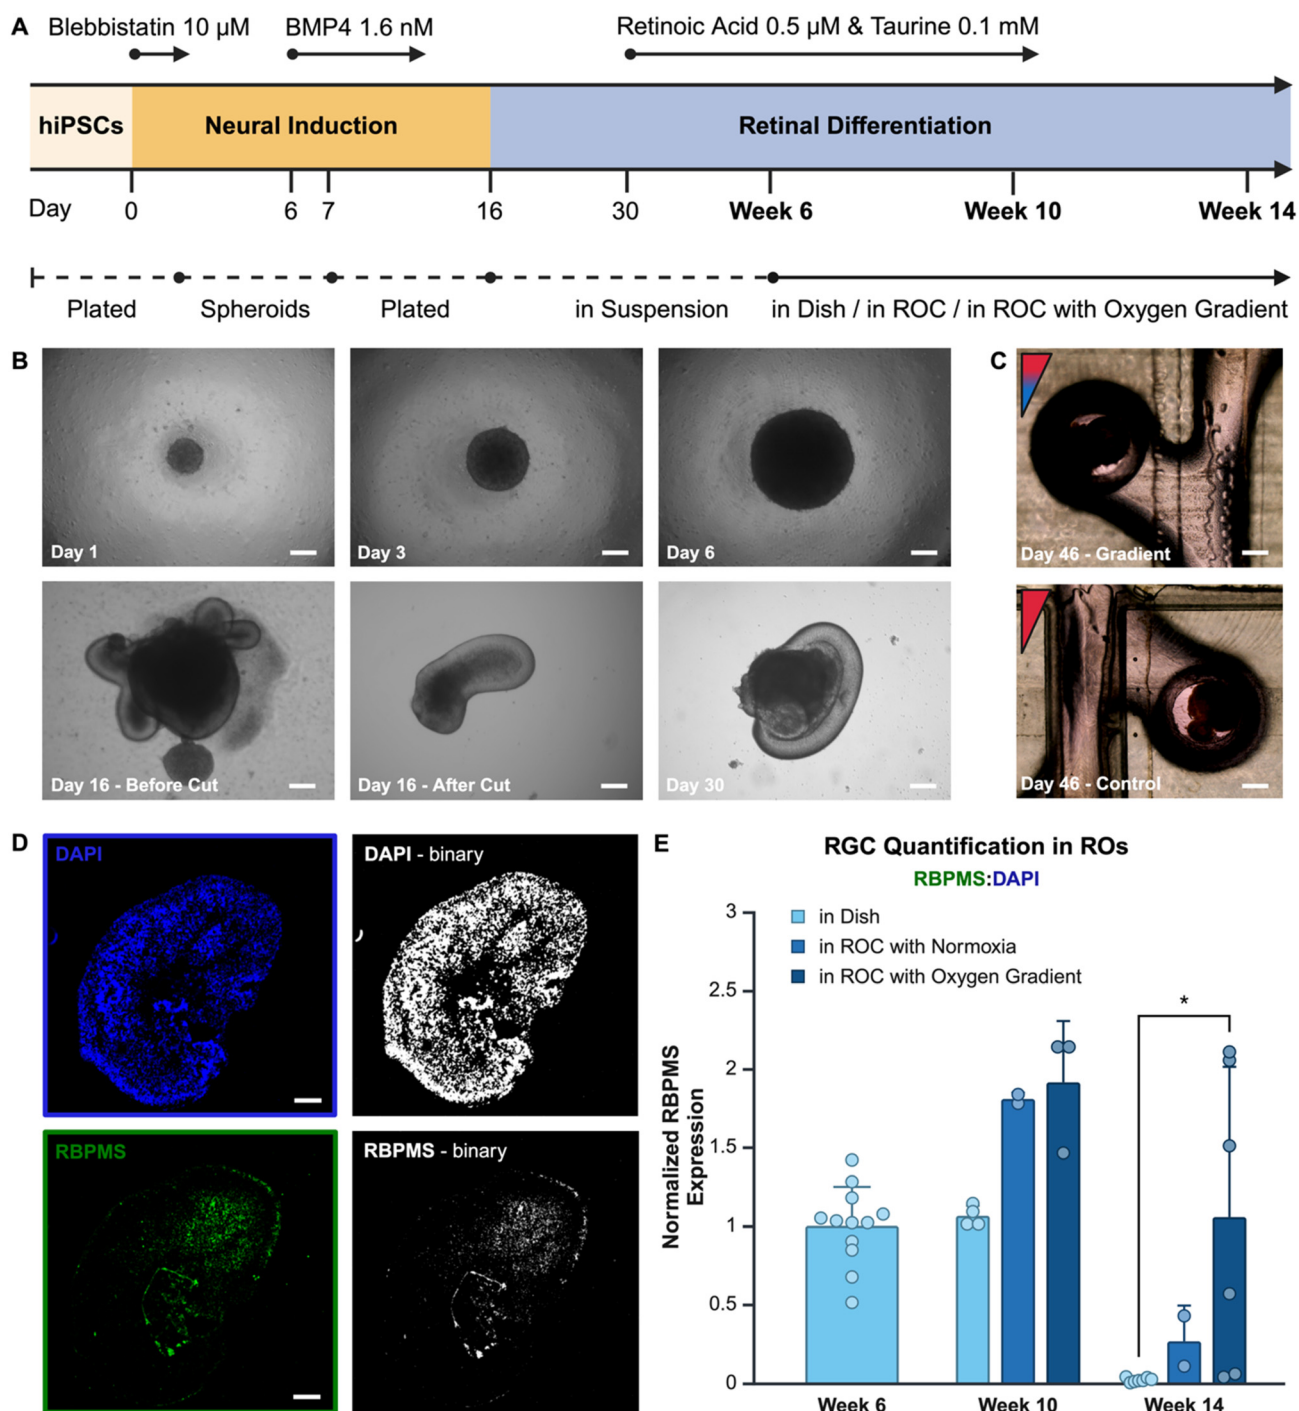 A
Blebbistatin 10 µM
BMP4 1.6 nM
Retinoic Acid 0.5 µM & Taurine 0.1 mM
hiPSCs
Neural Induction
Retinal Differentiation
Day
0
6
7
16
30
Week 6
Week 10
Week 14
Plated
Spheroids
Plated
in Suspension
in Dish / in ROC / in ROC with Oxygen Gradient
B
Day 1
Day 3
Day 6
Day 16 - Before Cut
Day 16 - After Cut
Day 30
C
Day 46 - Gradient
Day 46 - Control
D
DAPI
DAPI - binary
RBPMS
RBPMS - binary
E
RGC Quantification in ROs
RBPMS:DAPI
in Dish
in ROC with Normoxia
in ROC with Oxygen Gradient
Normalized RBPMS
Expression
3
2.5
2
1.5
1
0.5
0
*
Week 6
Week 10
Week 14